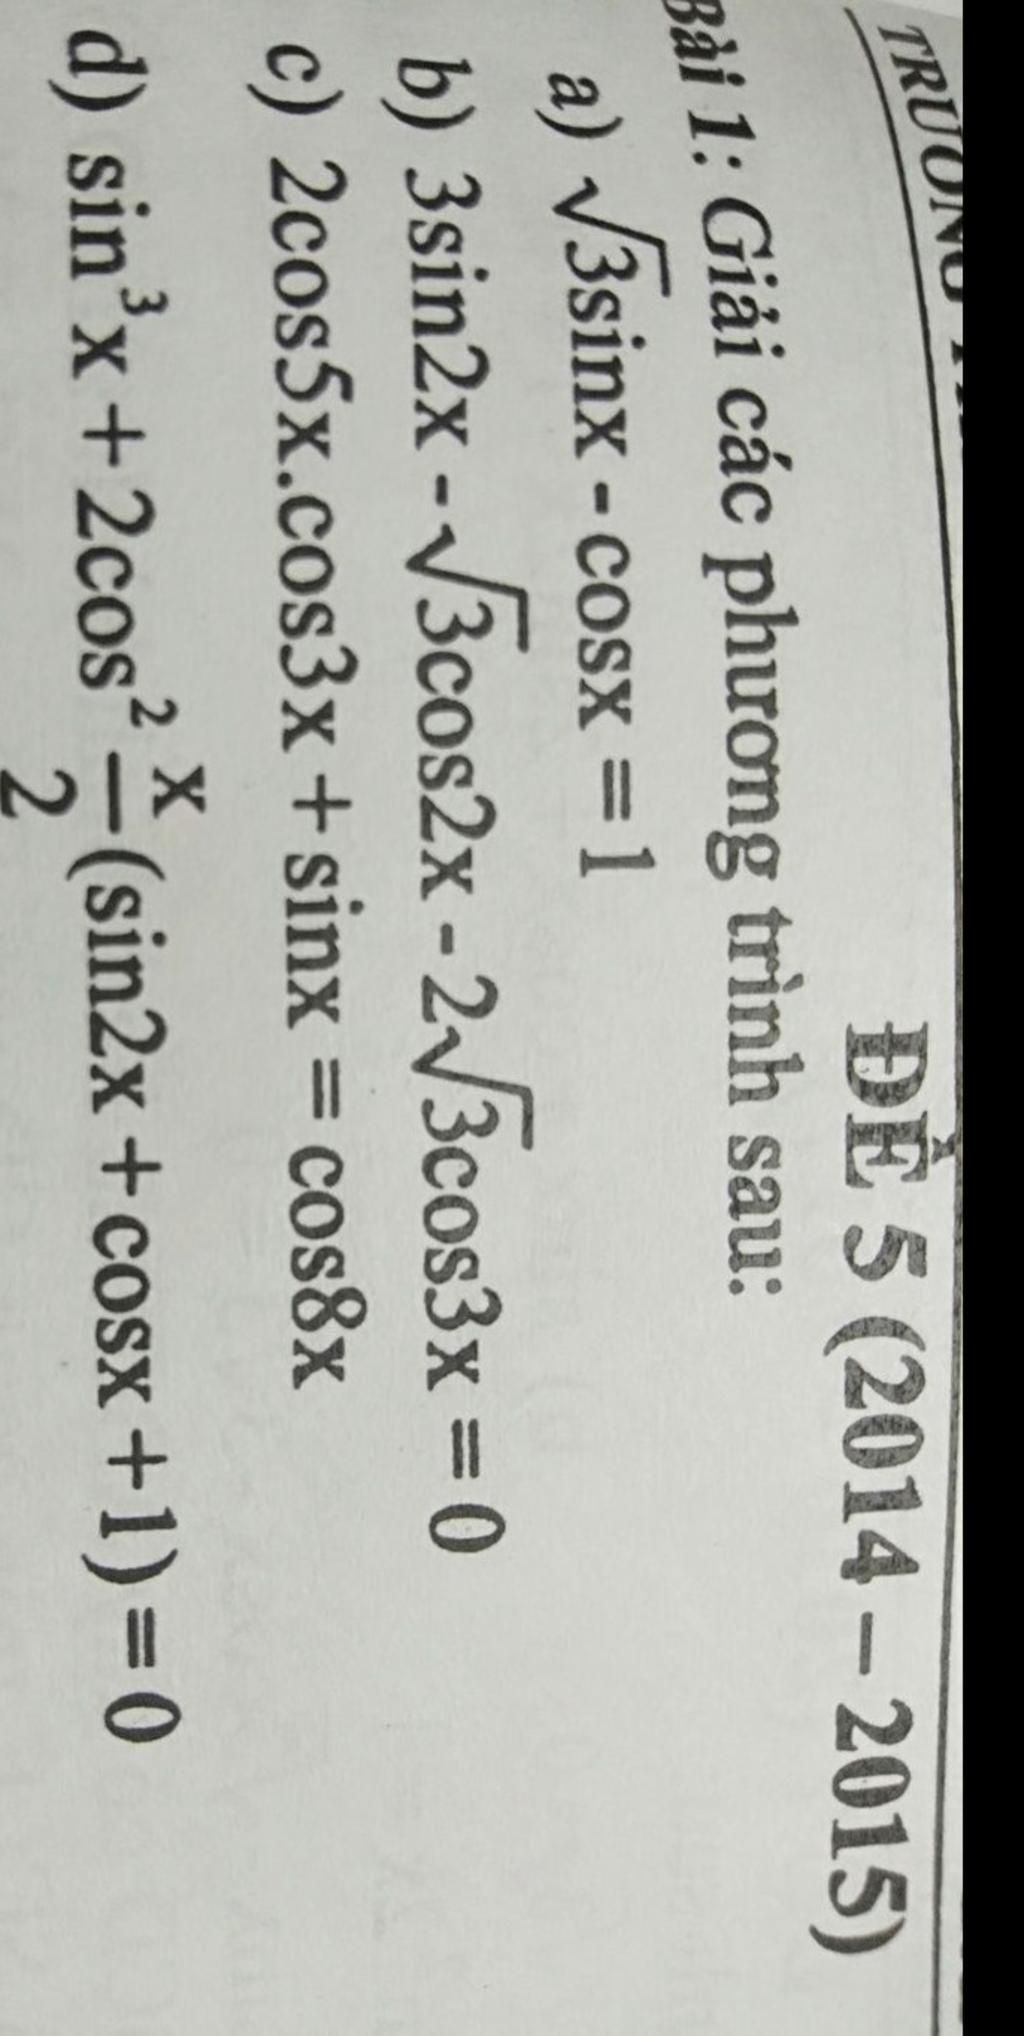 ĐỀ 5 (2014 – 2015)
Bài 1: Giải các phương trình sau:
a) √3sinx - cosx = 1
b) 3sin2x - √3cos2x - 2√3cos3x = 0
c) 2cos5x.cos3x + sinx = cos8x
d) sin³x + 2cos² x/2 (sin2x + cosx + 1) = 0